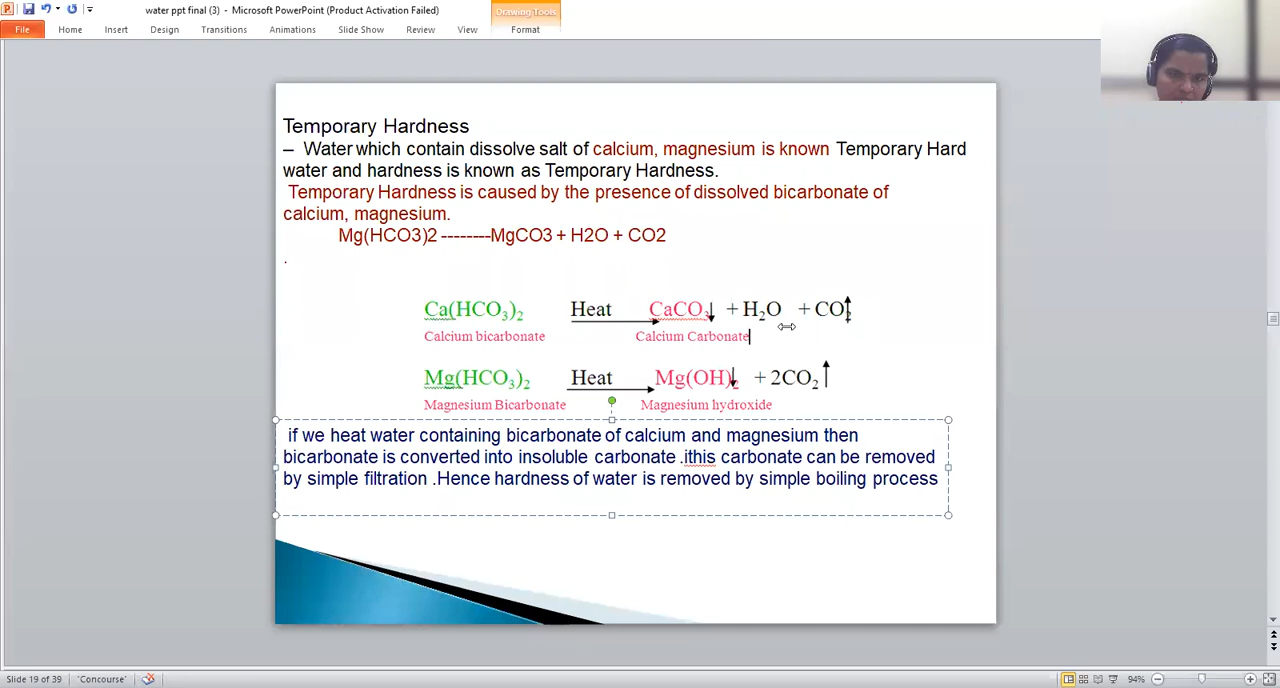 water ppt final (3) - Microsoft PowerPoint (Product Activation Failed)
Drawing Tools
File Home Insert Design Transitions Animations Slide Show Review View Format
Temporary Hardness
– Water which contain dissolve salt of calcium, magnesium is known Temporary Hard
water and hardness is known as Temporary Hardness.
Temporary Hardness is caused by the presence of dissolved bicarbonate of
calcium, magnesium.
Mg(HCO3)2 --------MgCO3 + H2O + CO2
.
Ca(HCO₃)₂ Heat CaCO₃↓ + H₂O + CO₂↑
Calcium bicarbonate Calcium Carbonate
Mg(HCO₃)₂ Heat Mg(OH)₂↓ + 2CO₂↑
Magnesium Bicarbonate Magnesium hydroxide
if we heat water containing bicarbonate of calcium and magnesium then
bicarbonate is converted into insoluble carbonate .ithis carbonate can be removed
by simple filtration .Hence hardness of water is removed by simple boiling process
Slide 19 of 39 'Concourse' 94%